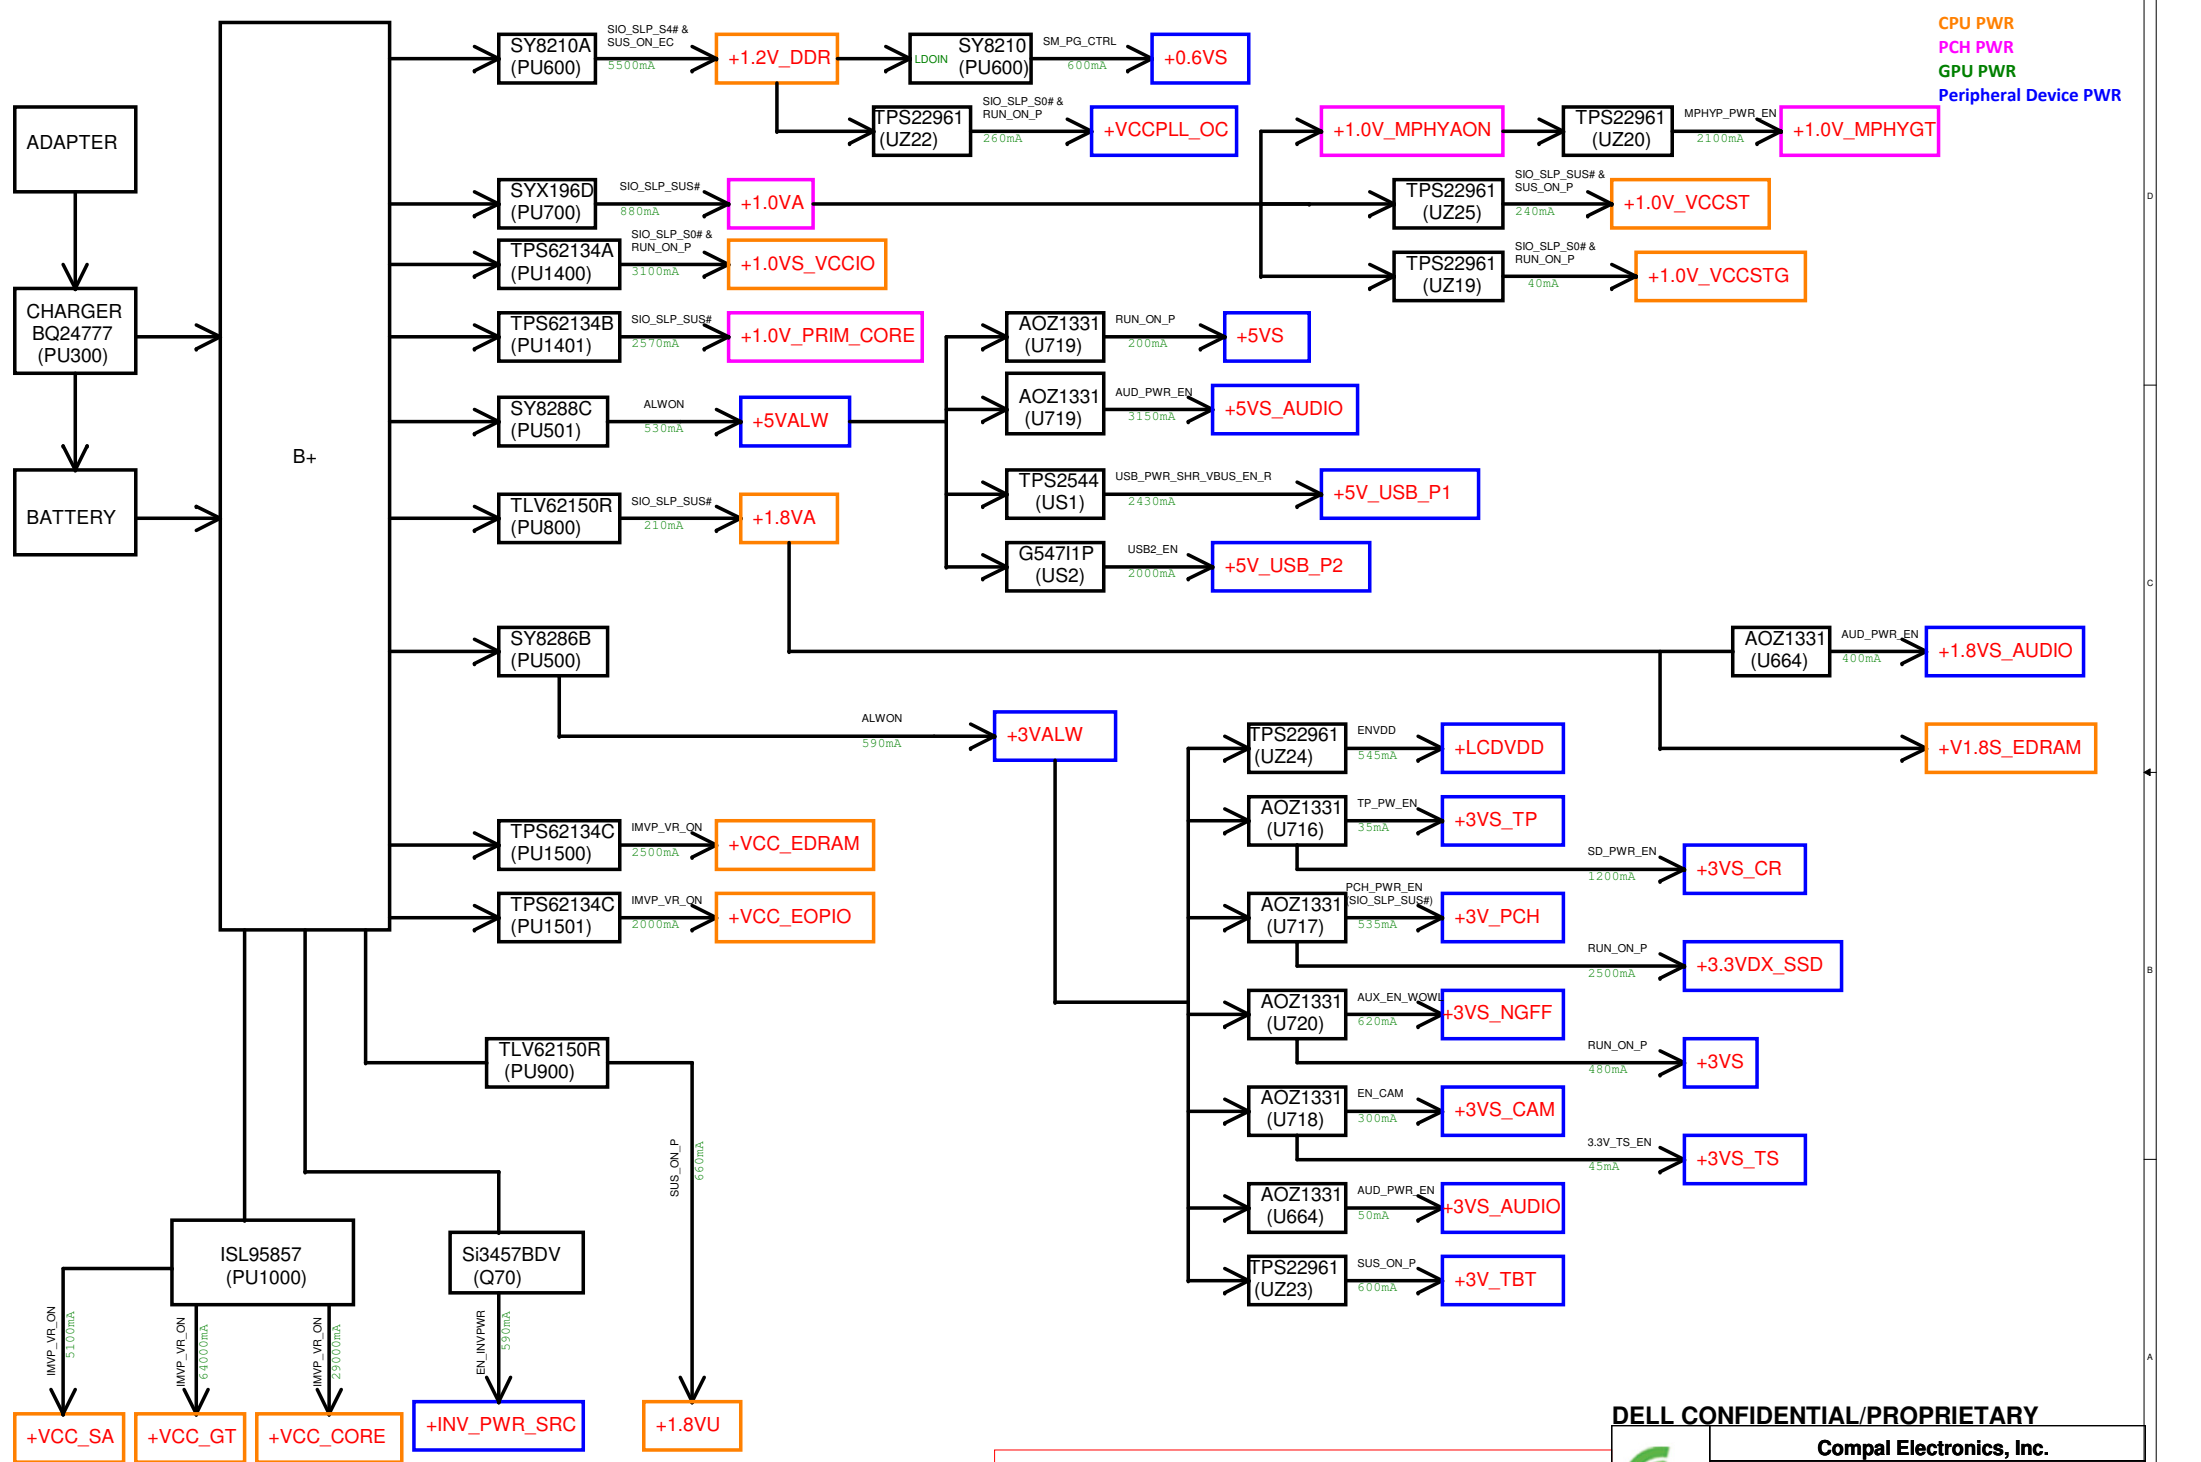 CPU PWR
PCH PWR
GPU PWR
Peripheral Device PWR
ADAPTER
CHARGER
BQ24777
(PU300)
BATTERY
B+
SY8210A
(PU600)
SIO_SLP_S4# &
SUS_ON_EC
5500mA
+1.2V_DDR
LDOIN
SY8210
(PU600)
SM_PG_CTRL
600mA
+0.6VS
TPS22961
(UZ22)
SIO_SLP_S0# &
RUN_ON_P
260mA
+VCCPLL_OC
+1.0V_MPHYAON
TPS22961
(UZ20)
MPHYP_PWR_EN
2100mA
+1.0V_MPHYGT
SYX196D
(PU700)
SIO_SLP_SUS#
880mA
+1.0VA
TPS22961
(UZ25)
SIO_SLP_SUS# &
SUS_ON_P
240mA
+1.0V_VCCST
TPS62134A
(PU1400)
SIO_SLP_S0# &
RUN_ON_P
3100mA
+1.0VS_VCCIO
TPS22961
(UZ19)
SIO_SLP_S0# &
RUN_ON_P
40mA
+1.0V_VCCSTG
TPS62134B
(PU1401)
SIO_SLP_SUS#
2570mA
+1.0V_PRIM_CORE
AOZ1331
(U719)
RUN_ON_P
200mA
+5VS
SY8288C
(PU501)
ALWON
530mA
+5VALW
AOZ1331
(U719)
AUD_PWR_EN
3150mA
+5VS_AUDIO
TPS2544
(US1)
USB_PWR_SHR_VBUS_EN_R
2430mA
+5V_USB_P1
TLV62150R
(PU800)
SIO_SLP_SUS#
210mA
+1.8VA
G547I1P
(US2)
USB2_EN
2000mA
+5V_USB_P2
SY8286B
(PU500)
AOZ1331
(U664)
AUD_PWR_EN
400mA
+1.8VS_AUDIO
ALWON
590mA
+3VALW
TPS22961
(UZ24)
ENVDD
545mA
+LCDVDD
+V1.8S_EDRAM
AOZ1331
(U716)
TP_PW_EN
35mA
+3VS_TP
SD_PWR_EN
1200mA
+3VS_CR
TPS62134C
(PU1500)
IMVP_VR_ON
2500mA
+VCC_EDRAM
TPS62134C
(PU1501)
IMVP_VR_ON
2000mA
+VCC_EOPIO
AOZ1331
(U717)
PCH_PWR_EN
(SIO_SLP_SUS#)
535mA
+3V_PCH
RUN_ON_P
2500mA
+3.3VDX_SSD
AOZ1331
(U720)
AUX_EN_WOWL
620mA
+3VS_NGFF
RUN_ON_P
480mA
+3VS
TLV62150R
(PU900)
SUS_ON_P
660mA
AOZ1331
(U718)
EN_CAM
300mA
+3VS_CAM
3.3V_TS_EN
45mA
+3VS_TS
AOZ1331
(U664)
AUD_PWR_EN
50mA
+3VS_AUDIO
TPS22961
(UZ23)
SUS_ON_P
600mA
+3V_TBT
ISL95857
(PU1000)
Si3457BDV
(Q70)
IMVP_VR_ON
5100mA
IMVP_VR_ON
64000mA
IMVP_VR_ON
29000mA
EN_INVPWR
590mA
+VCC_SA
+VCC_GT
+VCC_CORE
+INV_PWR_SRC
+1.8VU
D
C
B
A
DELL CONFIDENTIAL/PROPRIETARY
Compal Electronics, Inc.